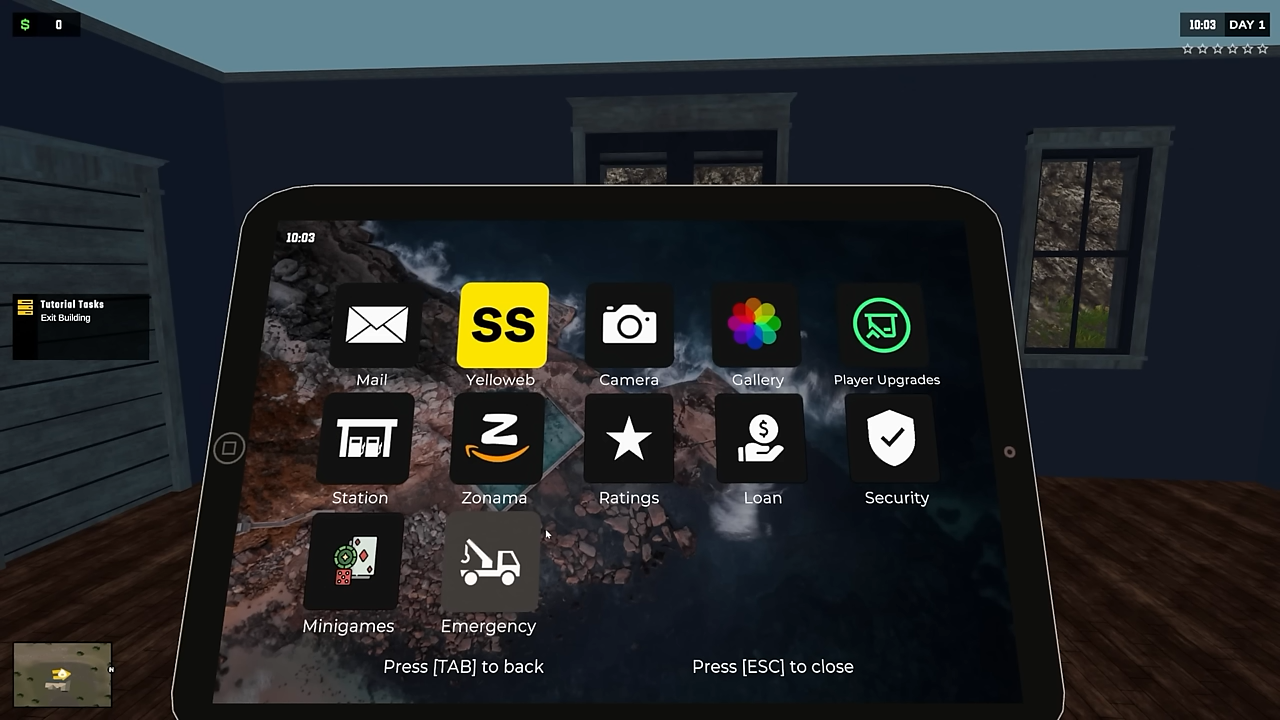 $ 0
10:03 DAY 1
10:03
Tutorial Tasks
Exit Building
SS
Mail Yelloweb Camera Gallery Player Upgrades
Z
$
Station Zonama Ratings Loan Security
Minigames Emergency
Press [TAB] to back Press [ESC] to close
N